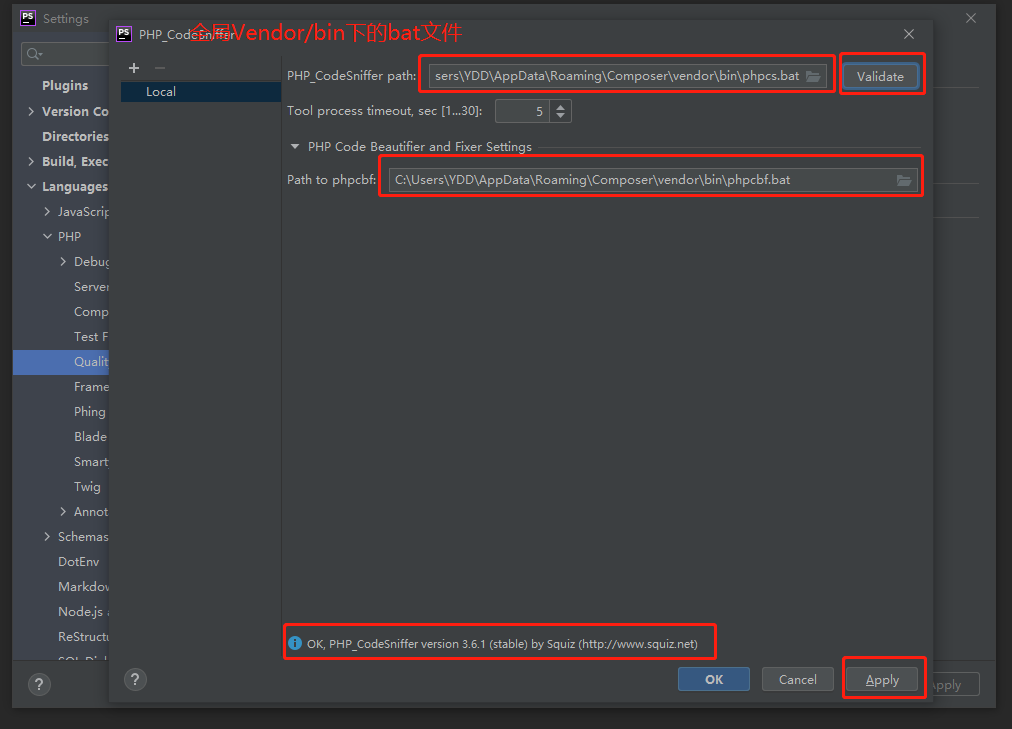 Settings
PHP_CodeSniffer
全局Vendor/bin下的bat文件
Plugins
Version Co
Directories
Build, Exec
Languages
JavaScrip
PHP
Debug
Server
Comp
Test F
Qualit
Frame
Phing
Blade
Smart
Twig
Annot
Schemas
DotEnv
Markdow
Node.js a
ReStructu
SQL Dial
Local
PHP_CodeSniffer path:
sers\YDD\AppData\Roaming\Composer\vendor\bin\phpcs.bat
Validate
Tool process timeout, sec [1...30]:
5
PHP Code Beautifier and Fixer Settings
Path to phpcbf:
C:\Users\YDD\AppData\Roaming\Composer\vendor\bin\phpcbf.bat
OK, PHP_CodeSniffer version 3.6.1 (stable) by Squiz (http://www.squiz.net)
?
?
OK
Cancel
Apply
pply